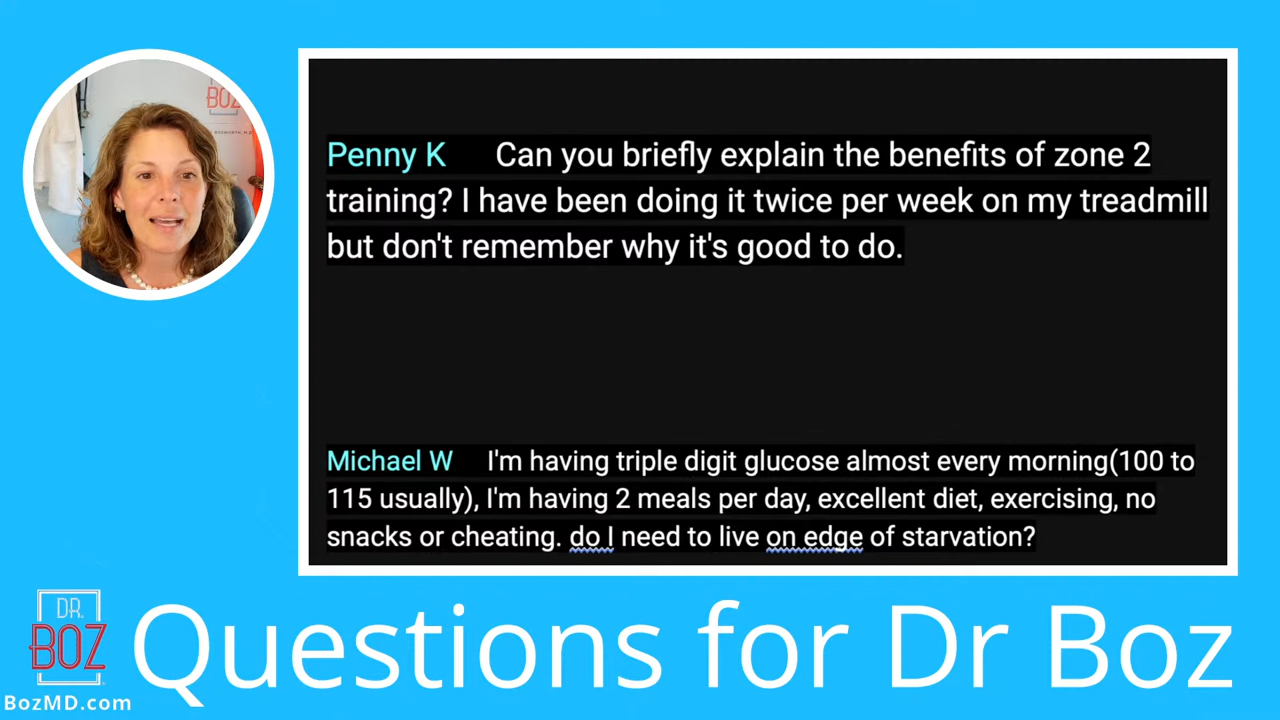 BOZ
BOSWORTH, M.D.
Penny K Can you briefly explain the benefits of zone 2
training? I have been doing it twice per week on my treadmill
but don't remember why it's good to do.
Michael W I'm having triple digit glucose almost every morning(100 to
115 usually), I'm having 2 meals per day, excellent diet, exercising, no
snacks or cheating. do I need to live on edge of starvation?
DR.
BOZ
BozMD.com
Questions for Dr Boz